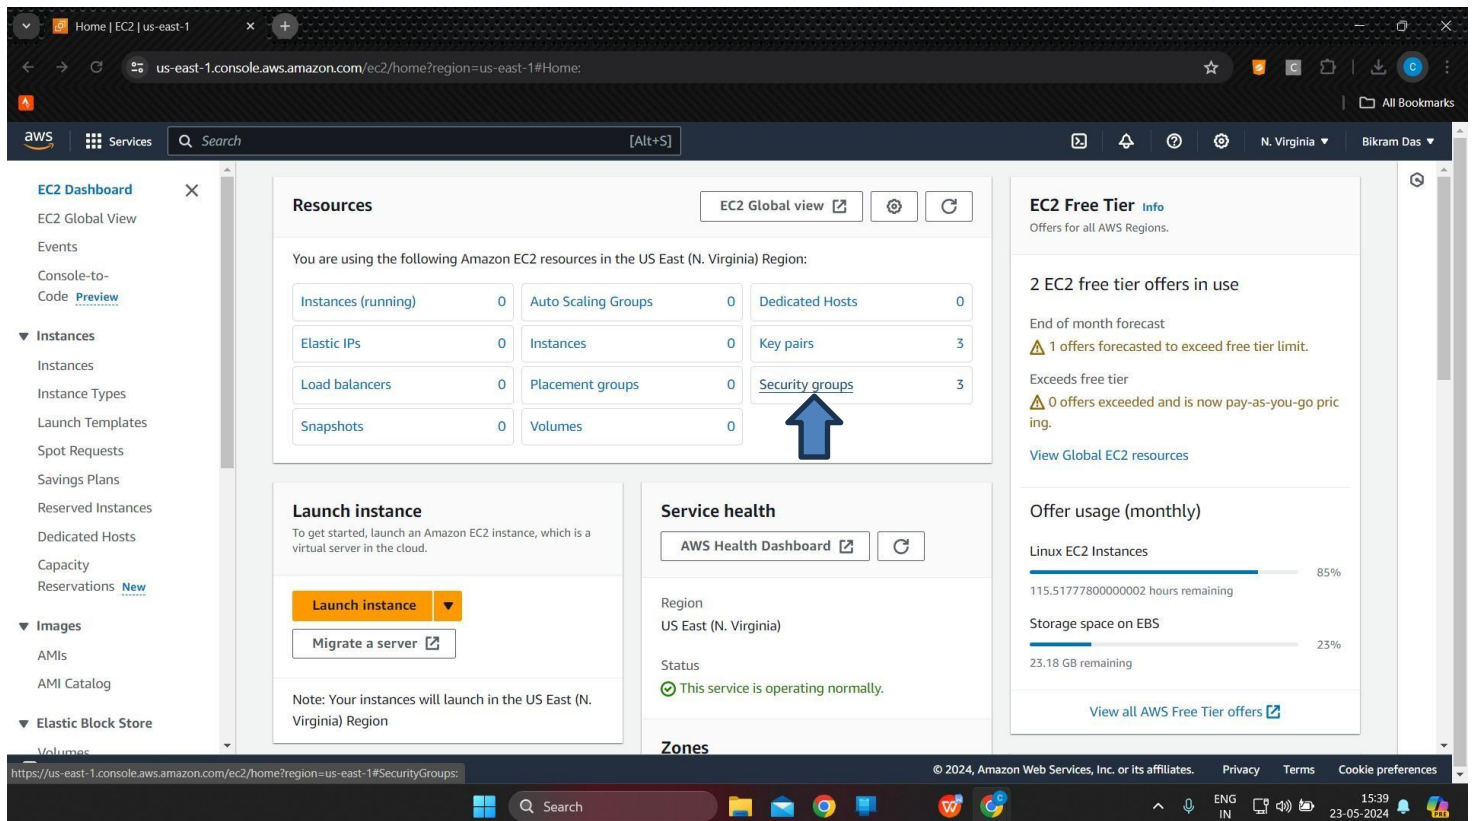 Home | EC2 | us-east-1
us-east-1.console.aws.amazon.com/ec2/home?region=us-east-1#Home:
C
C
All Bookmarks
aws
Services
Search
[Alt+S]
N. Virginia
Bikram Das
EC2 Dashboard
EC2 Global View
Events
Console-to-
Code Preview
Instances
Instances
Instance Types
Launch Templates
Spot Requests
Savings Plans
Reserved Instances
Dedicated Hosts
Capacity
Reservations New
Images
AMIs
AMI Catalog
Elastic Block Store
Volumes
Resources
EC2 Global view
You are using the following Amazon EC2 resources in the US East (N. Virginia) Region:
Instances (running) 0
Auto Scaling Groups 0
Dedicated Hosts 0
Elastic IPs 0
Instances 0
Key pairs 3
Load balancers 0
Placement groups 0
Security groups 3
Snapshots 0
Volumes 0
Launch instance
To get started, launch an Amazon EC2 instance, which is a
virtual server in the cloud.
Launch instance
Migrate a server
Note: Your instances will launch in the US East (N.
Virginia) Region
Service health
AWS Health Dashboard
Region
US East (N. Virginia)
Status
This service is operating normally.
Zones
EC2 Free Tier Info
Offers for all AWS Regions.
2 EC2 free tier offers in use
End of month forecast
1 offers forecasted to exceed free tier limit.
Exceeds free tier
0 offers exceeded and is now pay-as-you-go pric
ing.
View Global EC2 resources
Offer usage (monthly)
Linux EC2 Instances
85%
115.51777800000002 hours remaining
Storage space on EBS
23%
23.18 GB remaining
View all AWS Free Tier offers
https://us-east-1.console.aws.amazon.com/ec2/home?region=us-east-1#SecurityGroups:
© 2024, Amazon Web Services, Inc. or its affiliates.
Privacy
Terms
Cookie preferences
Search
ENG
IN
15:39
23-05-2024
PRE